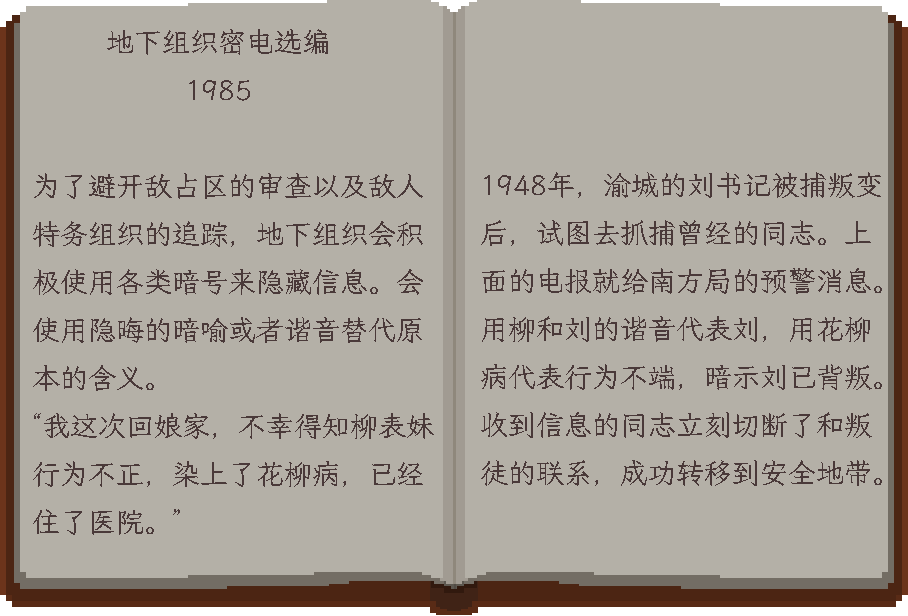 地下组织密电选编
1985
为了避开敌占区的审查以及敌人
特务组织的追踪，地下组织会积
极使用各类暗号来隐藏信息。会
使用隐晦的暗喻或者谐音替代原
本的含义。
“我这次回娘家，不幸得知柳表妹
行为不正，染上了花柳病，已经
住了医院。”
1948年，渝城的刘书记被捕叛变
后，试图去抓捕曾经的同志。上
面的电报就给南方局的预警消息。
用柳和刘的谐音代表刘，用花柳
病代表行为不端，暗示刘已背叛。
收到信息的同志立刻切断了和叛
徒的联系，成功转移到安全地带。